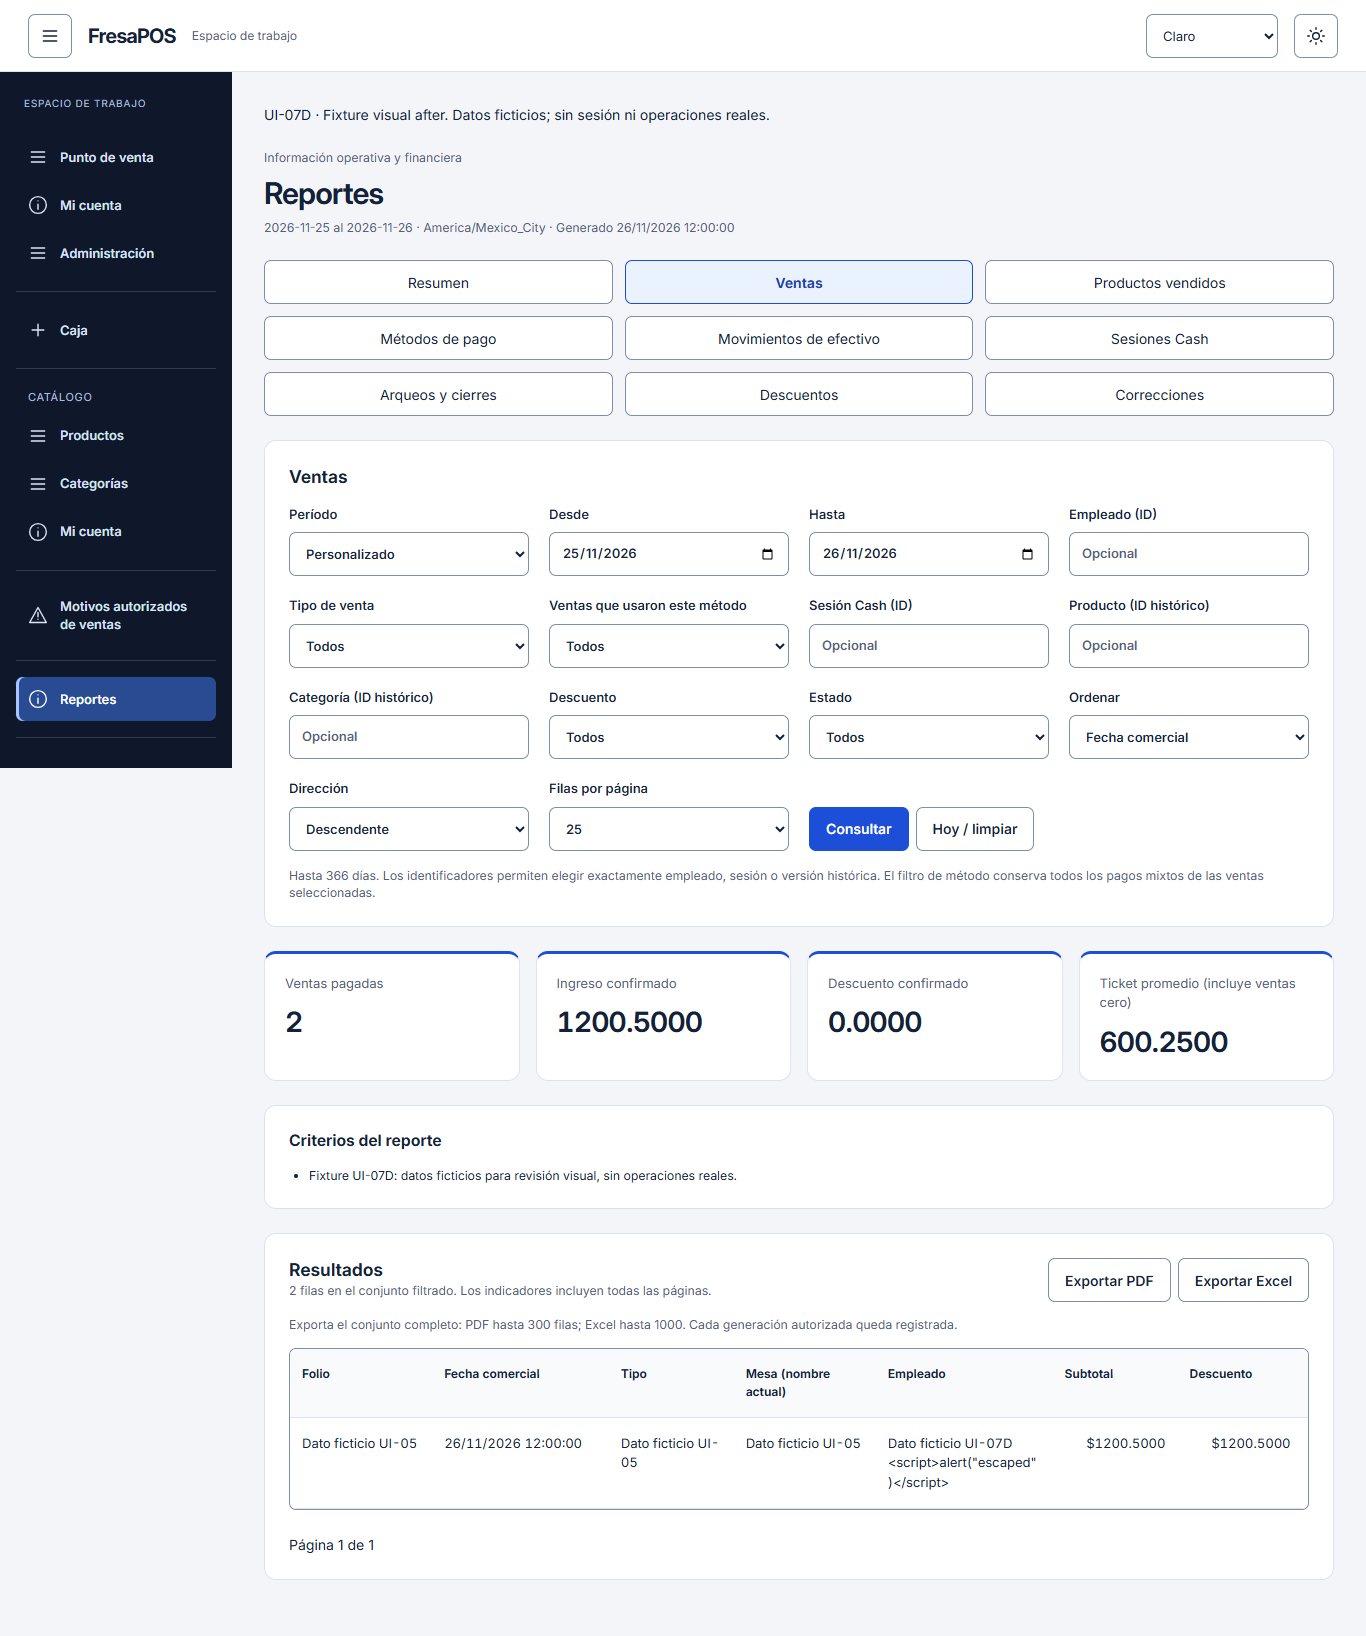 FresaPOS
Espacio de trabajo
Claro
ESPACIO DE TRABAJO
Punto de venta
Mi cuenta
Administración
Caja
CATÁLOGO
Productos
Categorías
Mi cuenta
Motivos autorizados
de ventas
Reportes
UI-07D · Fixture visual after. Datos ficticios; sin sesión ni operaciones reales.
Información operativa y financiera
Reportes
2026-11-25 al 2026-11-26 · America/Mexico_City · Generado 26/11/2026 12:00:00
Resumen
Ventas
Productos vendidos
Métodos de pago
Movimientos de efectivo
Sesiones Cash
Arqueos y cierres
Descuentos
Correcciones
Ventas
Período
Desde
Hasta
Empleado (ID)
Personalizado
25/11/2026
26/11/2026
Opcional
Tipo de venta
Ventas que usaron este método
Sesión Cash (ID)
Producto (ID histórico)
Todos
Todos
Opcional
Opcional
Categoría (ID histórico)
Descuento
Estado
Ordenar
Opcional
Todos
Todos
Fecha comercial
Dirección
Filas por página
Descendente
25
Consultar
Hoy / limpiar
Hasta 366 días. Los identificadores permiten elegir exactamente empleado, sesión o versión histórica. El filtro de método conserva todos los pagos mixtos de las ventas
seleccionadas.
Ventas pagadas
2
Ingreso confirmado
1200.5000
Descuento confirmado
0.0000
Ticket promedio (incluye ventas
cero)
600.2500
Criterios del reporte
• Fixture UI-07D: datos ficticios para revisión visual, sin operaciones reales.
Resultados
2 filas en el conjunto filtrado. Los indicadores incluyen todas las páginas.
Exportar PDF
Exportar Excel
Exporta el conjunto completo: PDF hasta 300 filas; Excel hasta 1000. Cada generación autorizada queda registrada.
Folio
Fecha comercial
Tipo
Mesa (nombre
actual)
Empleado
Subtotal
Descuento
Dato ficticio UI-05
26/11/2026 12:00:00
Dato ficticio UI-
05
Dato ficticio UI-05
Dato ficticio UI-07D
<script>alert("escaped"
)</script>
$1200.5000
$1200.5000
Página 1 de 1